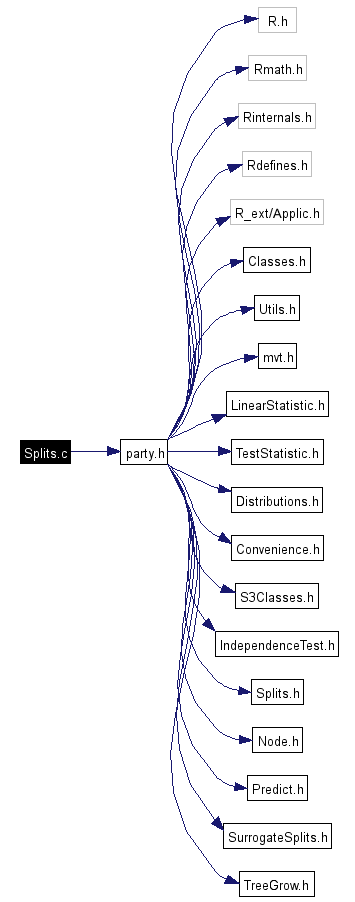 R.h
Rmath.h
Rinternals.h
Rdefines.h
R_ext/Applic.h
Classes.h
Utils.h
mvt.h
LinearStatistic.h
Splits.c
party.h
TestStatistic.h
Distributions.h
Convenience.h
S3Classes.h
IndependenceTest.h
Splits.h
Node.h
Predict.h
SurrogateSplits.h
TreeGrow.h